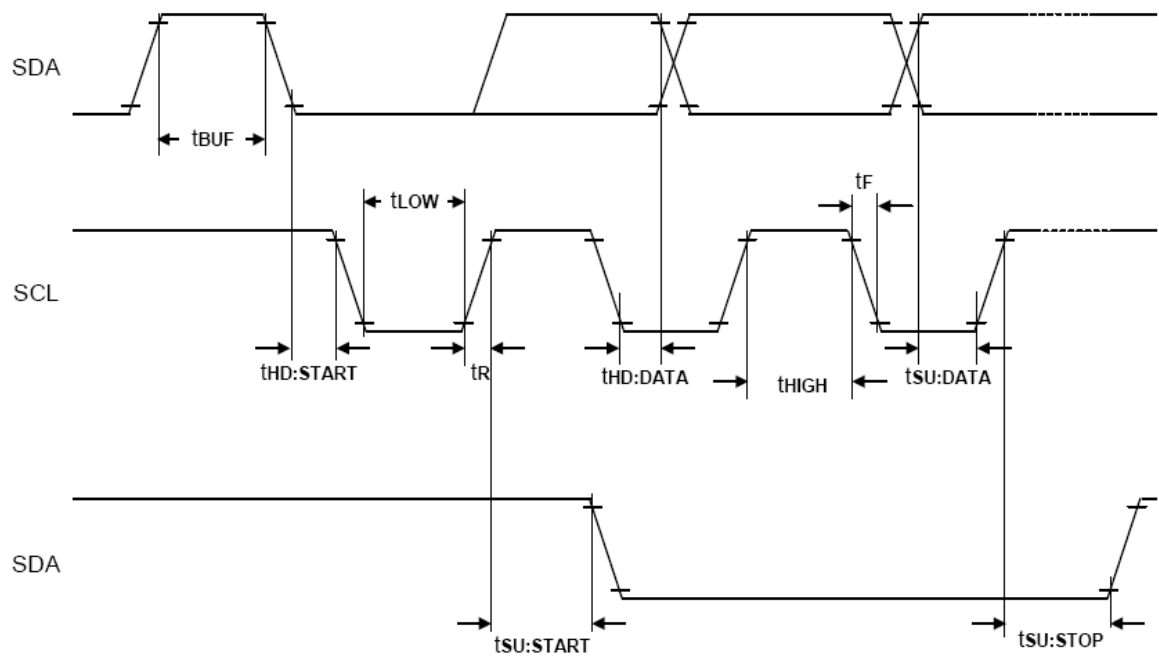 SDA
tBUF
tLOW
tF
SCL
tHD:START
tR
tHD:DATA
tHIGH
tSU:DATA
SDA
tSU:START
tSU:STOP